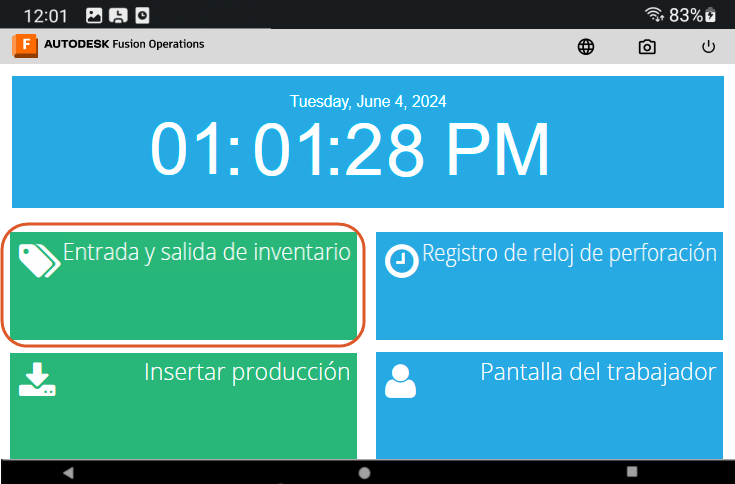 12:01
83%
F AUTODESK Fusion Operations
Tuesday, June 4, 2024
01:01:28 PM
Entrada y salida de inventario
Registro de reloj de perforación
Insertar producción
Pantalla del trabajador